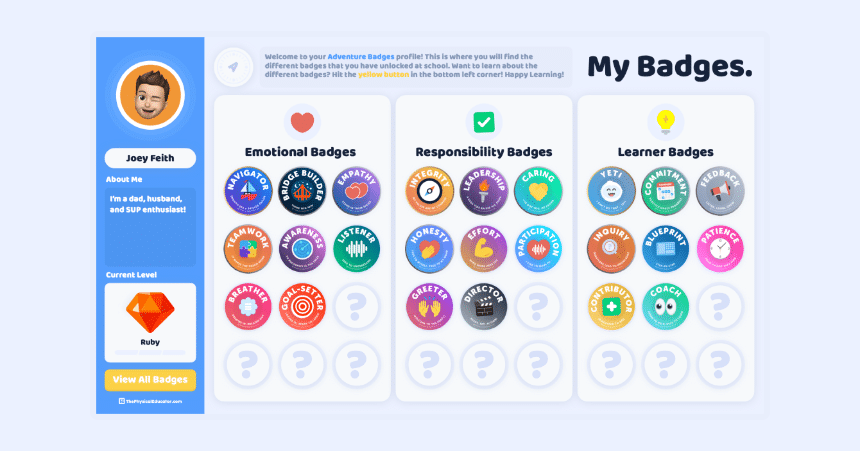 Joey Feith
About Me
I'm a dad, husband,
and SUP enthusiast!
Current Level
Ruby
View All Badges
ThePhysicalEducator.com
Welcome to your Adventure Badges profile! This is where you will find the
different badges that you have unlocked at school. Want to learn about the
different badges? Hit the yellow button in the bottom left corner! Happy Learning!
My Badges.
Emotional Badges
NAVIGATOR
BRIDGE BUILDER
EMPATHY
TEAMWORK
AWARENESS
LISTENER
BREATHER
GOAL-SETTER
?
?
?
?
Responsibility Badges
INTEGRITY
LEADERSHIP
CARING
HONESTY
EFFORT
PARTICIPATION
GREETER
DIRECTOR
?
?
?
?
Learner Badges
YETI
COMMITMENT
FEEDBACK
INQUIRY
BLUEPRINT
PATIENCE
CONTRIBUTOR
COACH
?
?
?
?